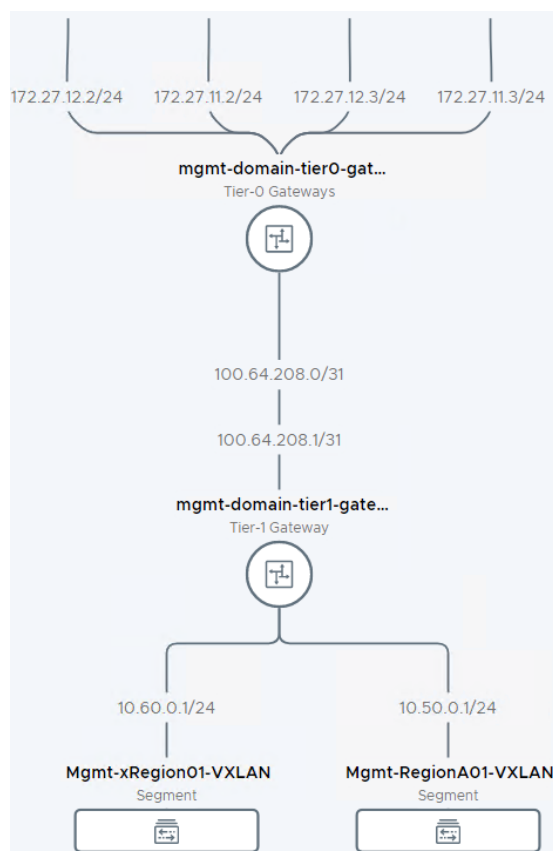 172.27.12.2/24 172.27.11.2/24 172.27.12.3/24 172.27.11.3/24
mgmt-domain-tier0-gat...
Tier-0 Gateways
100.64.208.0/31
100.64.208.1/31
mgmt-domain-tier1-gate...
Tier-1 Gateway
10.60.0.1/24 10.50.0.1/24
Mgmt-xRegion01-VXLAN Mgmt-RegionA01-VXLAN
Segment Segment